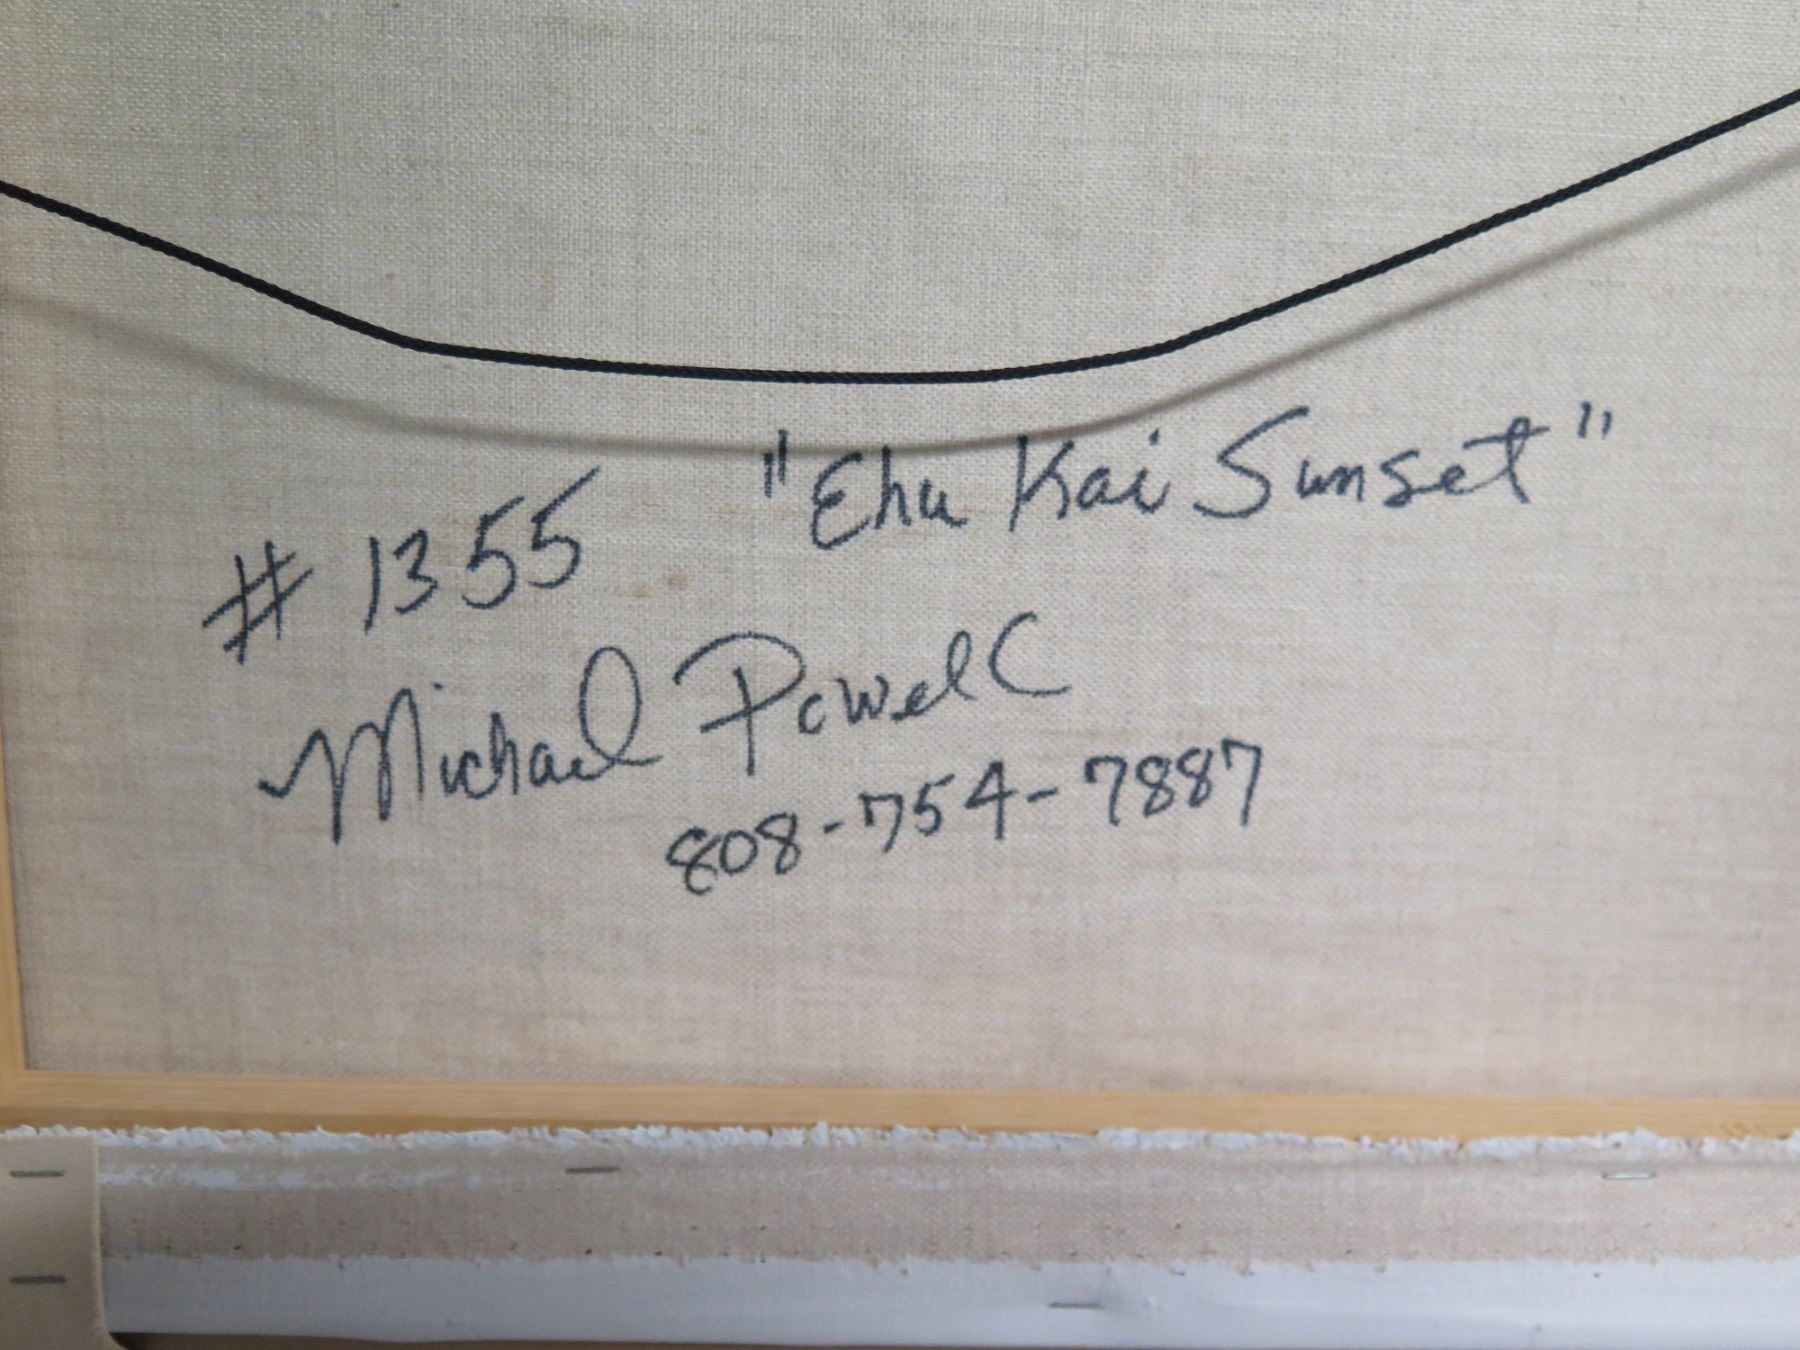 # 1355 "Ehu Kai Sunset"
Michael Powell
808-754-7887